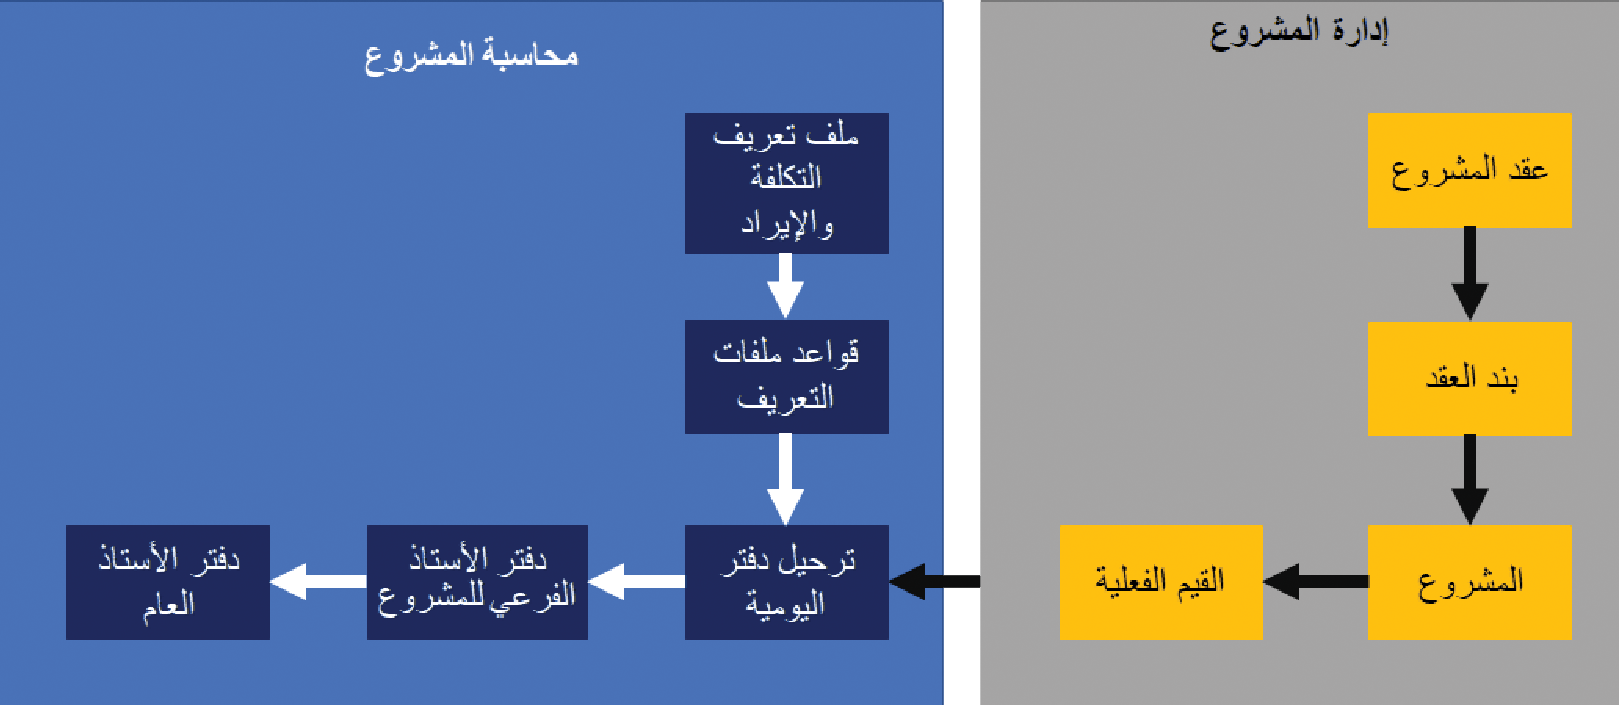 إدارة المشروع
عقد المشروع
بند العقد
المشروع
القيم الفعلية
محاسبة المشروع
ملف تعريف
التكلفة
والإيراد
قواعد ملفات
التعريف
ترحيل دفتر
اليومية
دفتر الأستاذ
الفرعي للمشروع
دفتر الأستاذ
العام